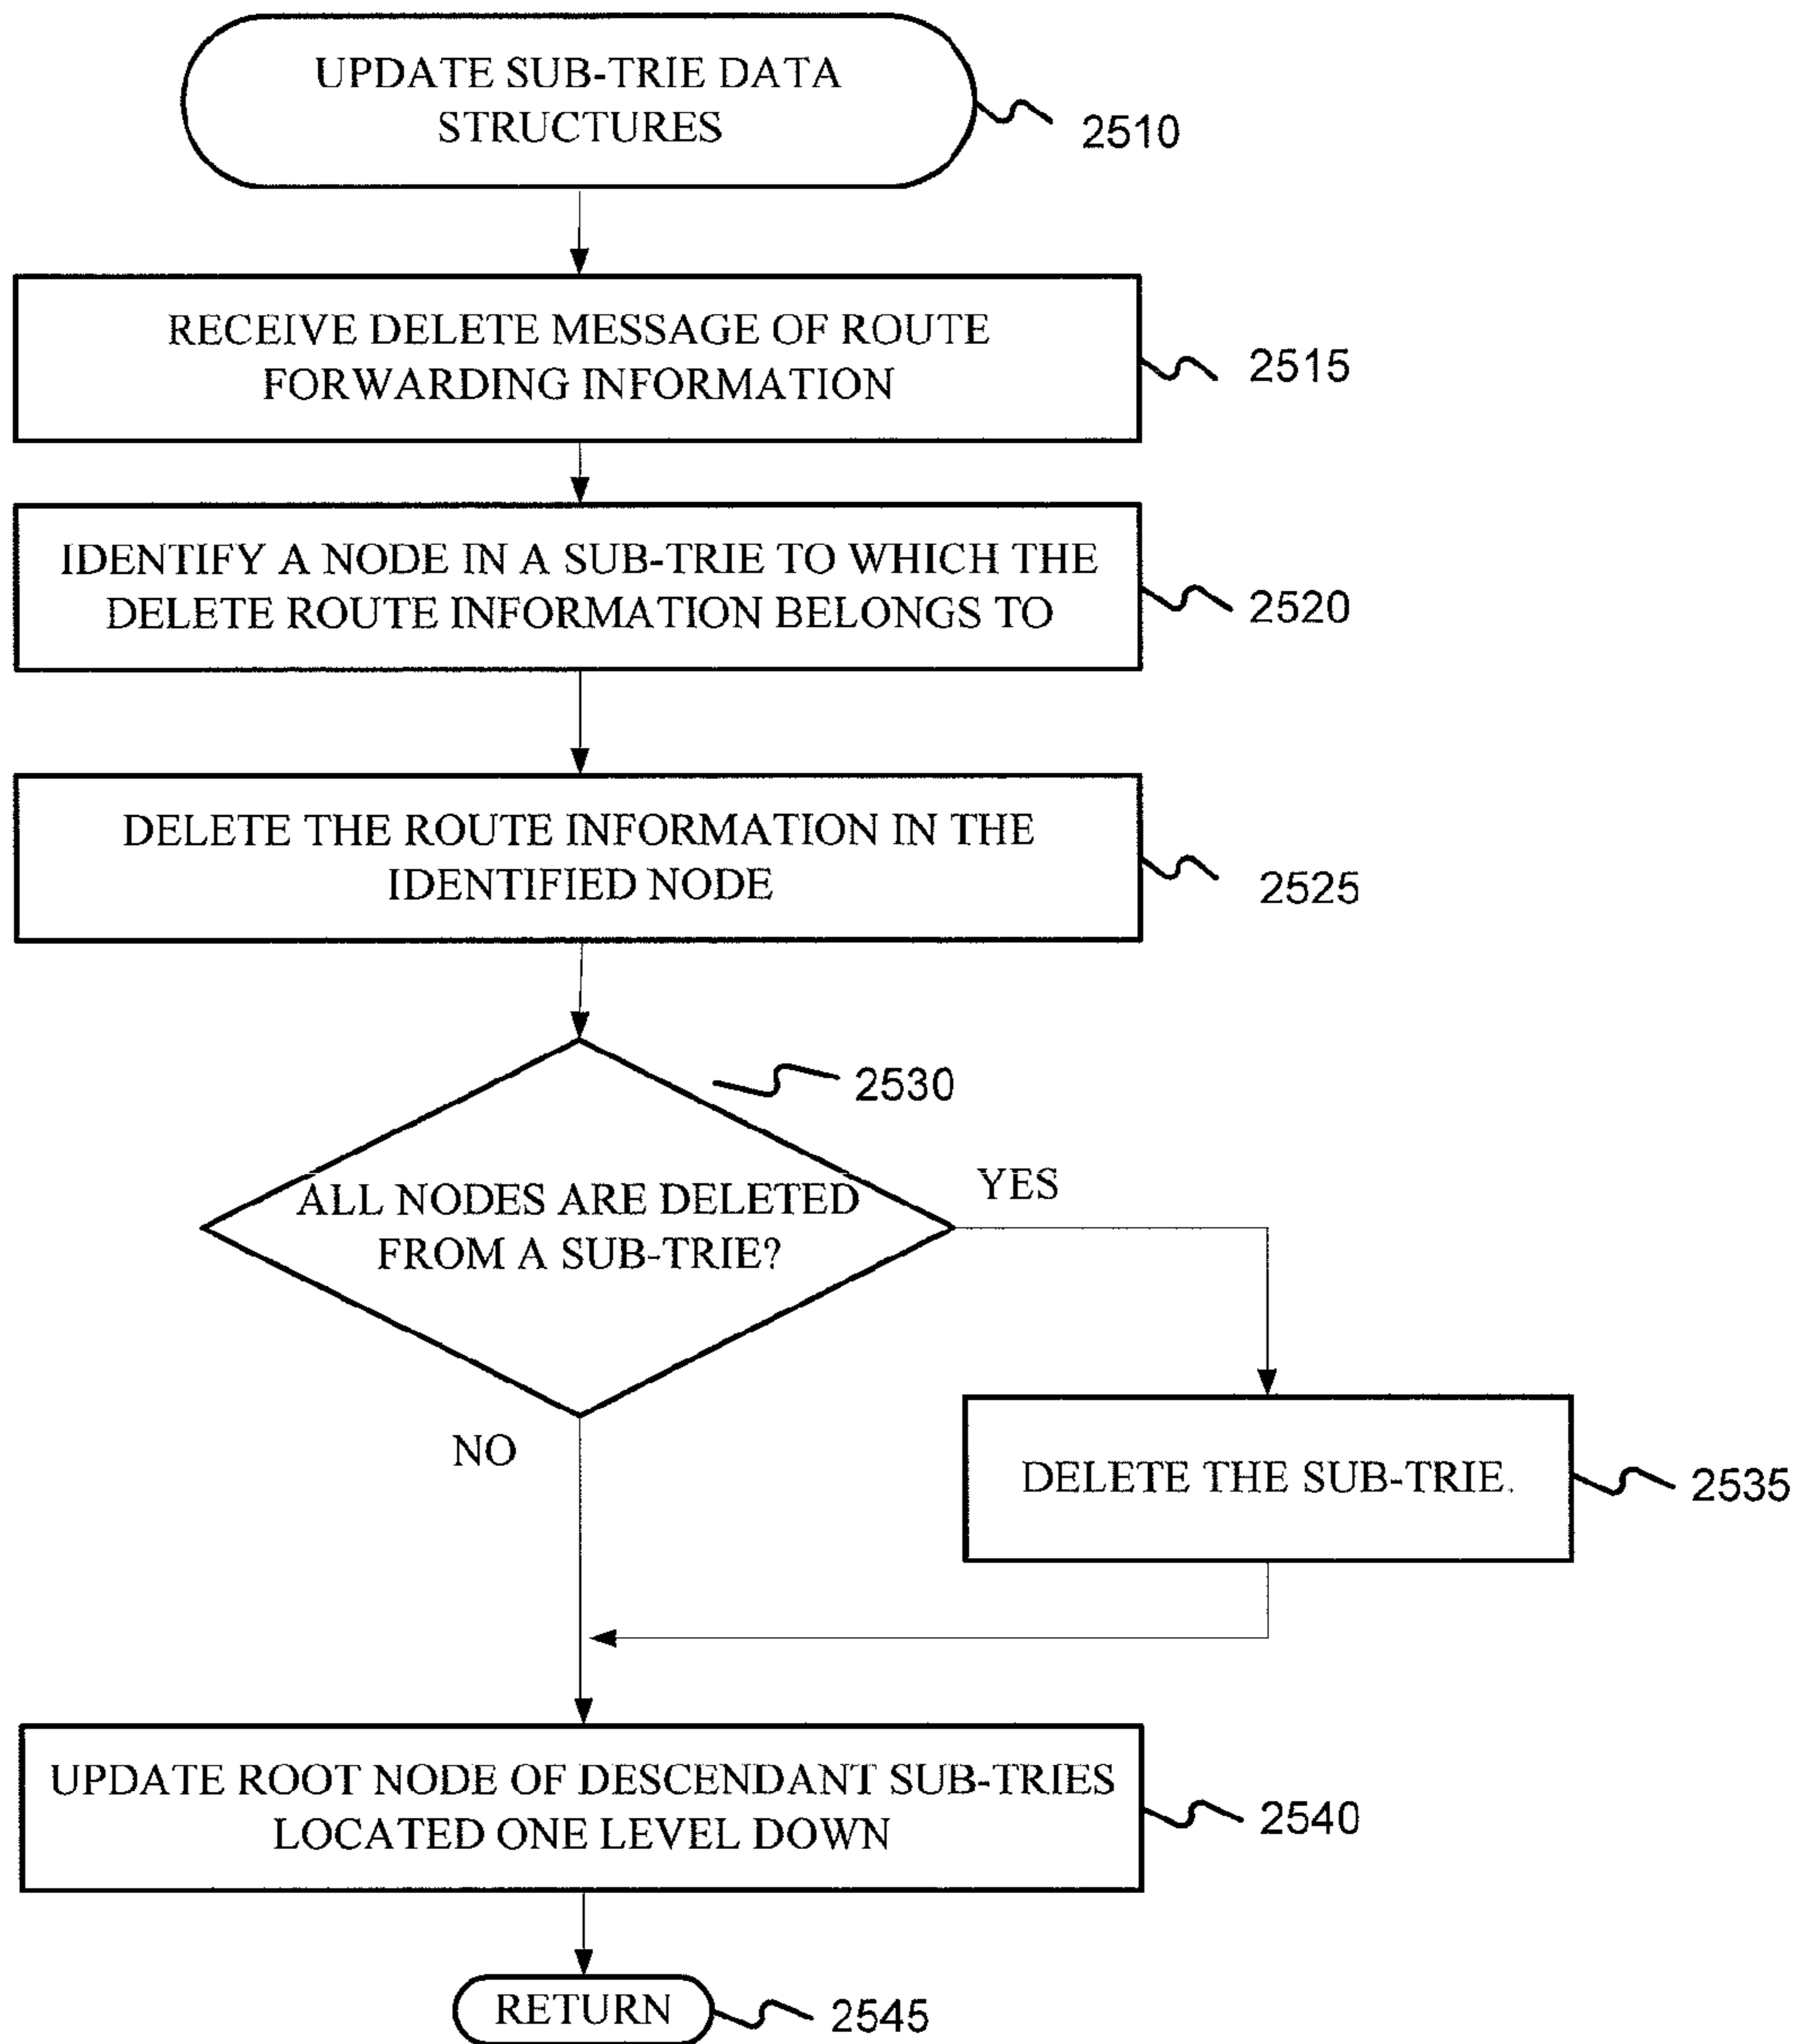 UPDATE SUB-TRIE DATA
STRUCTURES
2510
RECEIVE DELETE MESSAGE OF ROUTE
FORWARDING INFORMATION
2515
IDENTIFY A NODE IN A SUB-TRIE TO WHICH THE
DELETE ROUTE INFORMATION BELONGS TO
2520
DELETE THE ROUTE INFORMATION IN THE
IDENTIFIED NODE
2525
2530
ALL NODES ARE DELETED
FROM A SUB-TRIE?
YES
NO
DELETE THE SUB-TRIE.
2535
UPDATE ROOT NODE OF DESCENDANT SUB-TRIES
LOCATED ONE LEVEL DOWN
2540
RETURN
2545